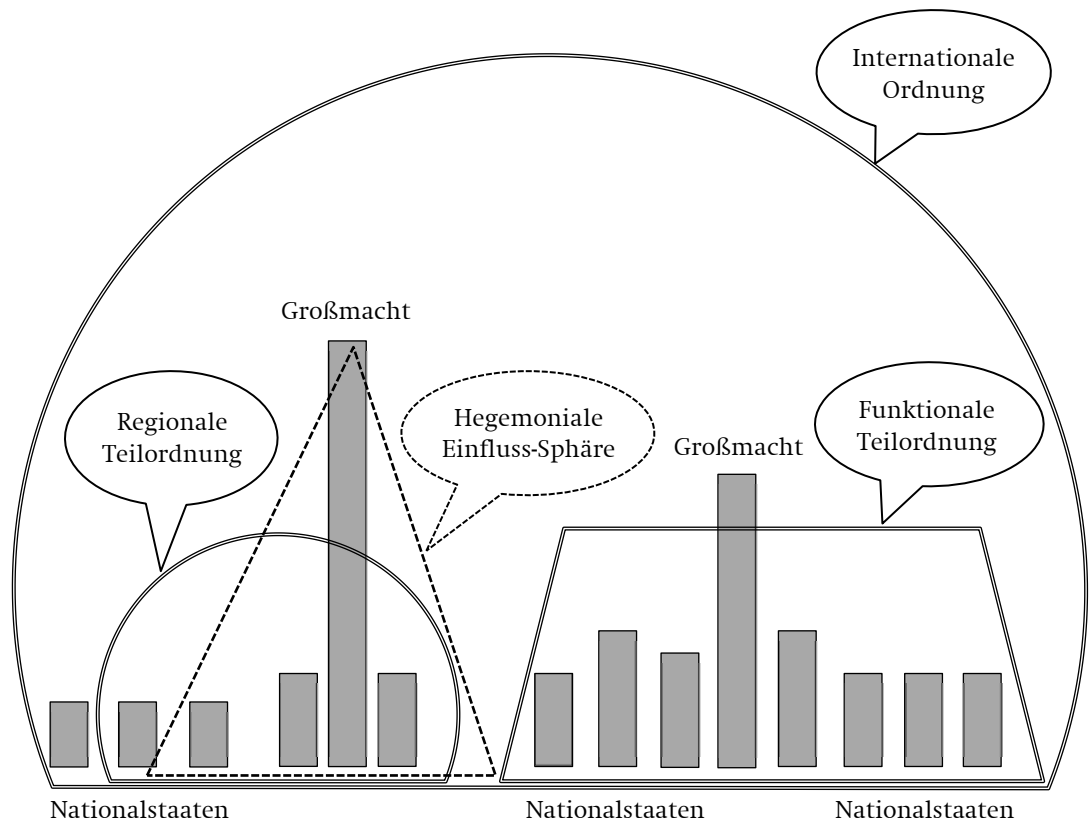 Internationale
Ordnung
Großmacht
Regionale
Teilordnung
Hegemoniale
Einfluss-Sphäre
Großmacht
Funktionale
Teilordnung
Nationalstaaten
Nationalstaaten
Nationalstaaten